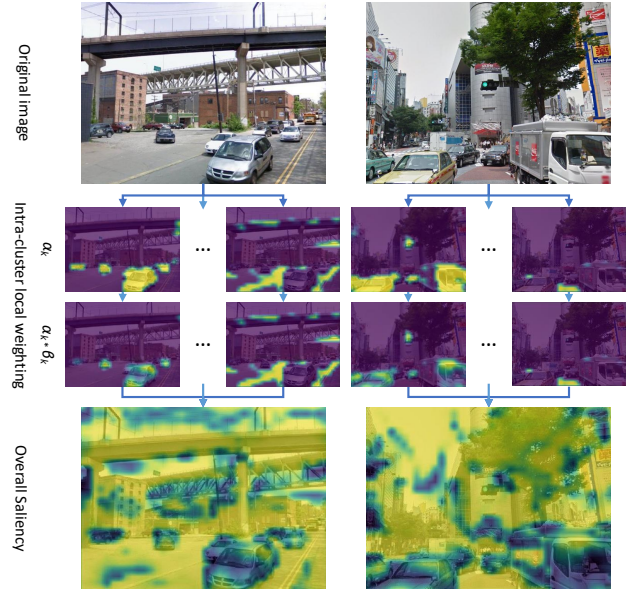 Original image
Intra-cluster local weighting
αₖ
...
...
αₖ * βₖ
...
...
Overall Saliency